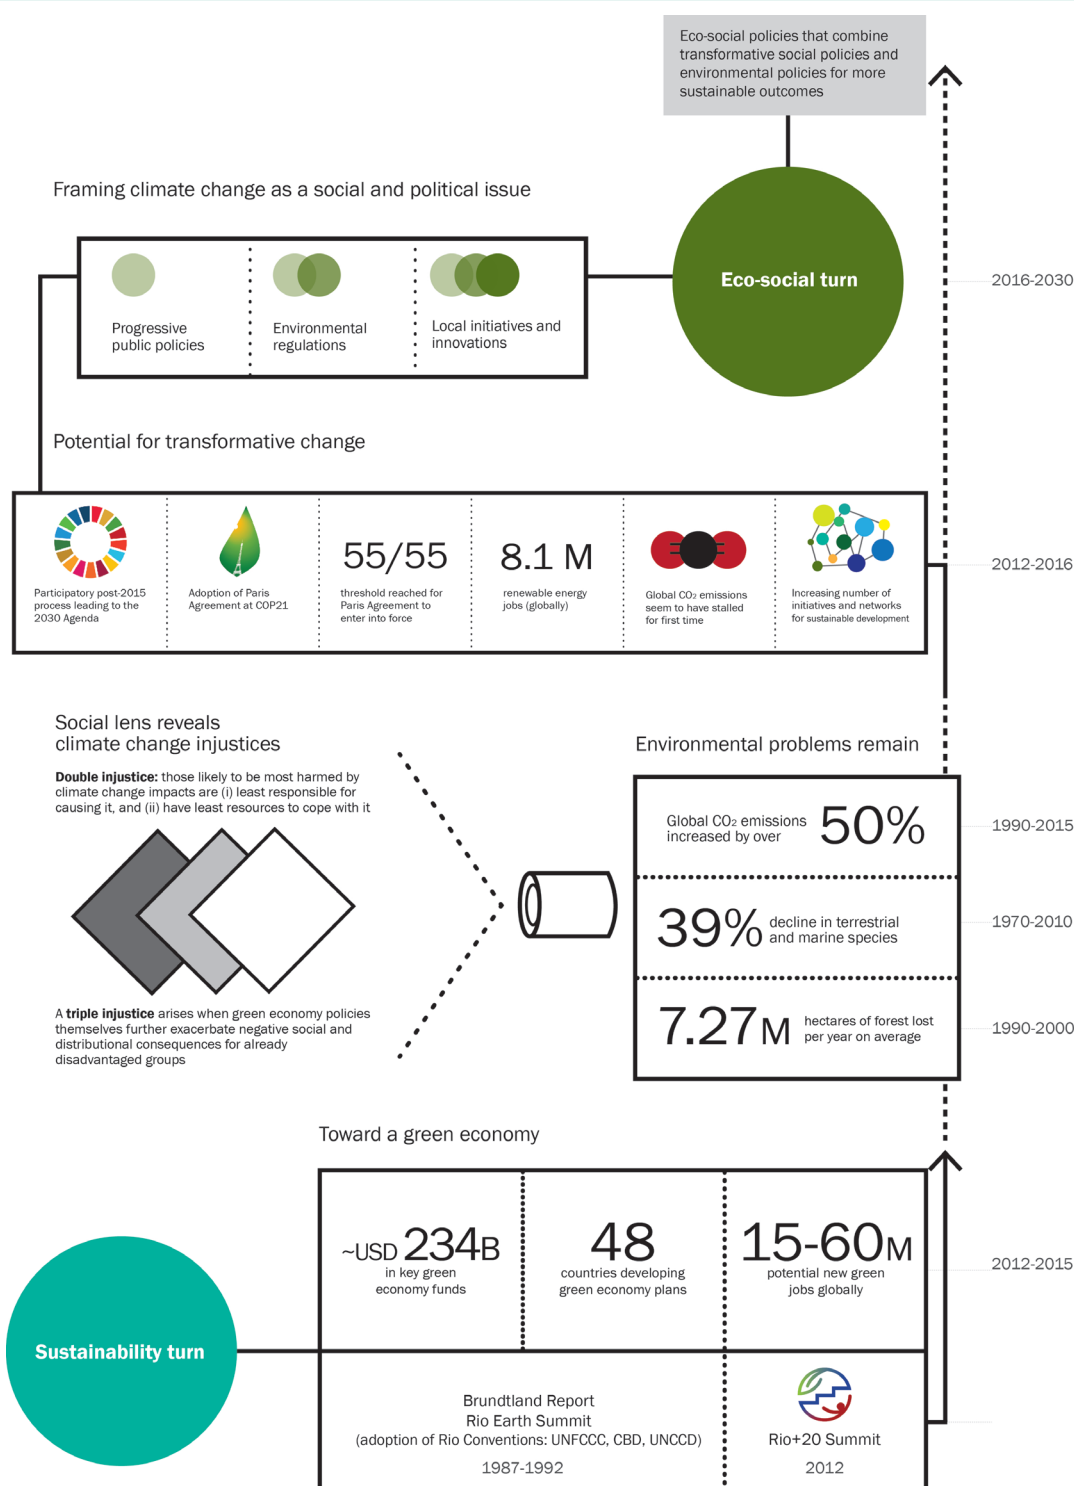 Eco-social policies that combine
transformative social policies and
environmental policies for more
sustainable outcomes
Framing climate change as a social and political issue
Progressive
public policies
Environmental
regulations
Local initiatives and
innovations
Eco-social turn
2016-2030
Potential for transformative change
Participatory post-2015
process leading to the
2030 Agenda
Adoption of Paris
Agreement at COP21
55/55
threshold reached for
Paris Agreement to
enter into force
8.1 M
renewable energy
jobs (globally)
Global CO₂ emissions
seem to have stalled
for first time
Increasing number of
initiatives and networks
for sustainable development
2012-2016
Social lens reveals
climate change injustices
Double injustice: those likely to be most harmed by
climate change impacts are (i) least responsible for
causing it, and (ii) have least resources to cope with it
A triple injustice arises when green economy policies
themselves further exacerbate negative social and
distributional consequences for already
disadvantaged groups
Environmental problems remain
Global CO₂ emissions
increased by over
50%
1990-2015
39%
decline in terrestrial
and marine species
1970-2010
7.27M
hectares of forest lost
per year on average
1990-2000
Toward a green economy
~USD 234B
in key green
economy funds
48
countries developing
green economy plans
15-60M
potential new green
jobs globally
2012-2015
Sustainability turn
Brundtland Report
Rio Earth Summit
(adoption of Rio Conventions: UNFCCC, CBD, UNCCD)
1987-1992
Rio+20 Summit
2012